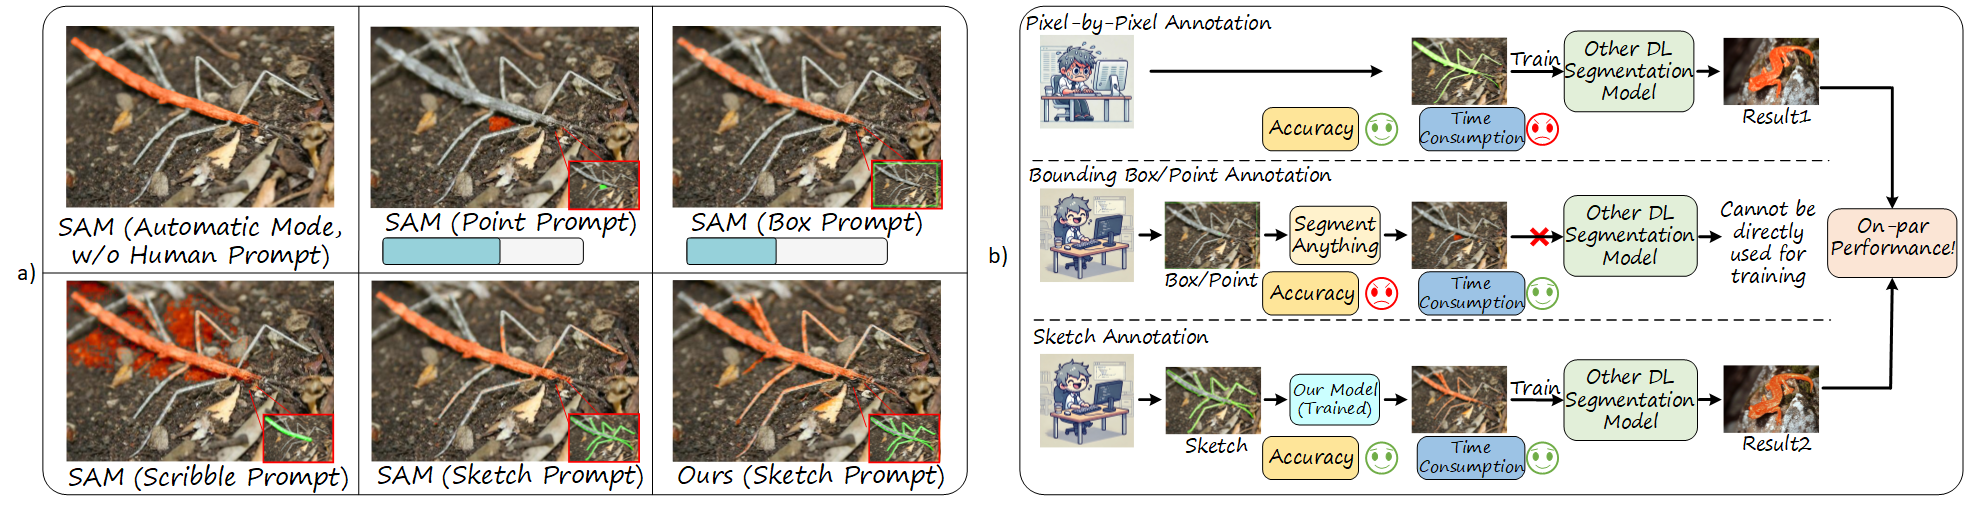 a)
SAM (Automatic Mode,
w/o Human Prompt)
SAM (Point Prompt)
SAM (Box Prompt)
SAM (Scribble Prompt)
SAM (Sketch Prompt)
Ours (Sketch Prompt)
b)
Pixel-by-Pixel Annotation
Accuracy
Time
Consumption
Train
Other DL
Segmentation
Model
Result1
Bounding Box/Point Annotation
Box/Point
Segment
Anything
Accuracy
Time
Consumption
Other DL
Segmentation
Model
Cannot be
directly
used for
training
Sketch Annotation
Sketch
Our Model
(Trained)
Accuracy
Time
Consumption
Train
Other DL
Segmentation
Model
Result2
On-par
Performance!